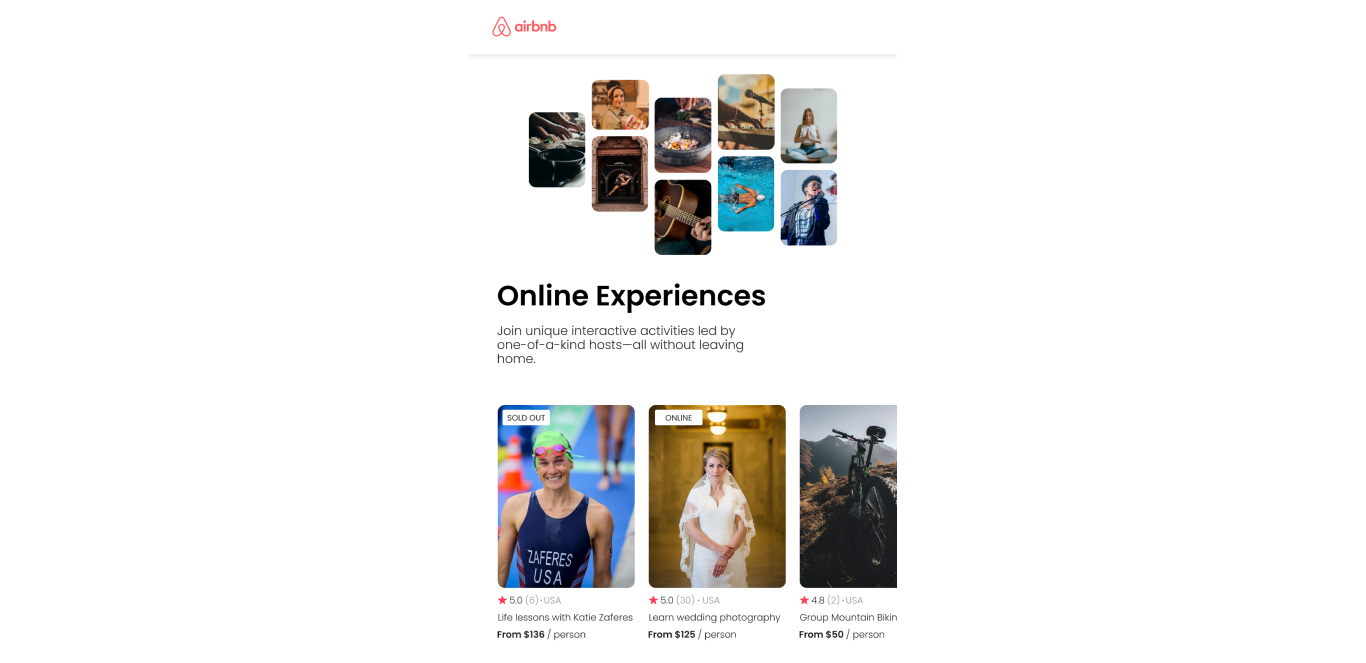 airbnb
Online Experiences
Join unique interactive activities led by
one-of-a-kind hosts—all without leaving
home.
SOLD OUT
ONLINE
ZAFERES
USA
5.0 (6) • USA
5.0 (30) • USA
4.8 (2) • USA
Life lessons with Katie Zaferes
Learn wedding photography
Group Mountain Bikin
From $136 / person
From $125 / person
From $50 / person